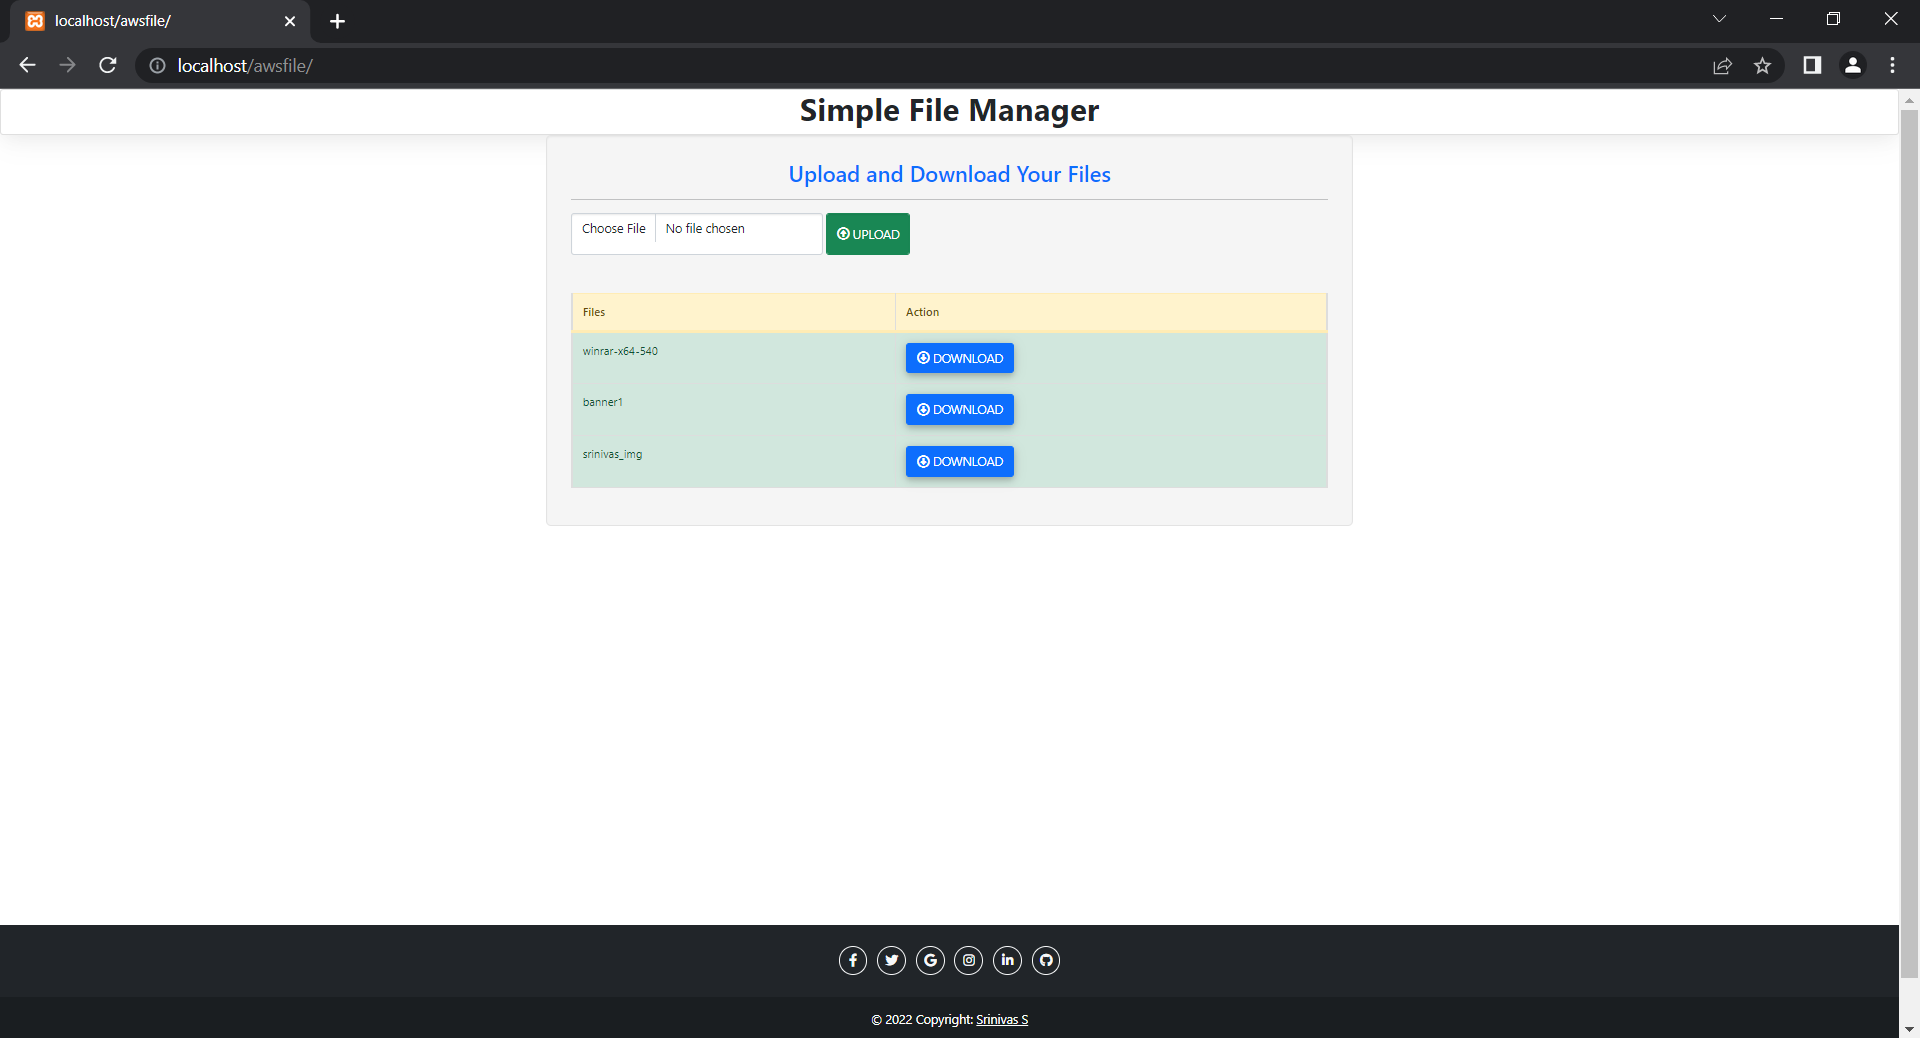 localhost/awsfile/
localhost/awsfile/
Simple File Manager
Upload and Download Your Files
Choose File No file chosen UPLOAD
Files Action
winrar-x64-540 DOWNLOAD
banner1 DOWNLOAD
srinivas_img DOWNLOAD
© 2022 Copyright: Srinivas S